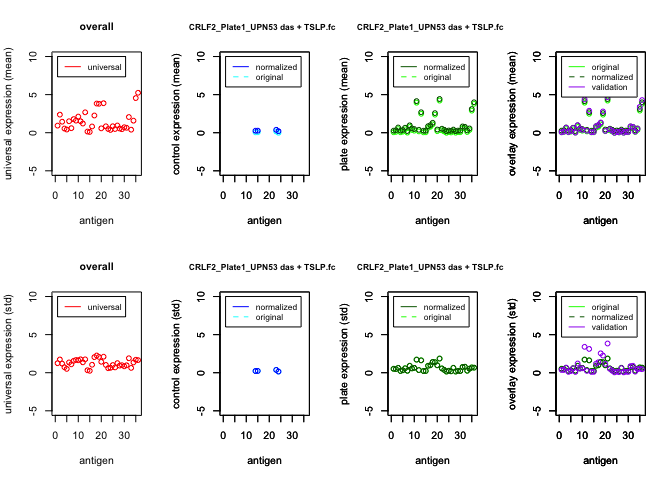 overall
CRLF2_Plate1_UPN53 das + TSLP.fc
CRLF2_Plate1_UPN53 das + TSLP.fc
universal expression (mean)
-5 0 5 10
universal
0 10 20 30
antigen
control expression (mean)
-5 0 5 10
normalized
original
0 10 20 30
antigen
plate expression (mean)
-5 0 5 10
normalized
original
0 10 20 30
antigen
overlay expression (mean)
-5 0 5 10
original
normalized
validation
0 10 20 30
antigen
overall
CRLF2_Plate1_UPN53 das + TSLP.fc
CRLF2_Plate1_UPN53 das + TSLP.fc
universal expression (std)
-5 0 5 10
universal
0 10 20 30
antigen
control expression (std)
-5 0 5 10
normalized
original
0 10 20 30
antigen
plate expression (std)
-5 0 5 10
normalized
original
0 10 20 30
antigen
overlay expression (std)
-5 0 5 10
original
normalized
validation
0 10 20 30
antigen